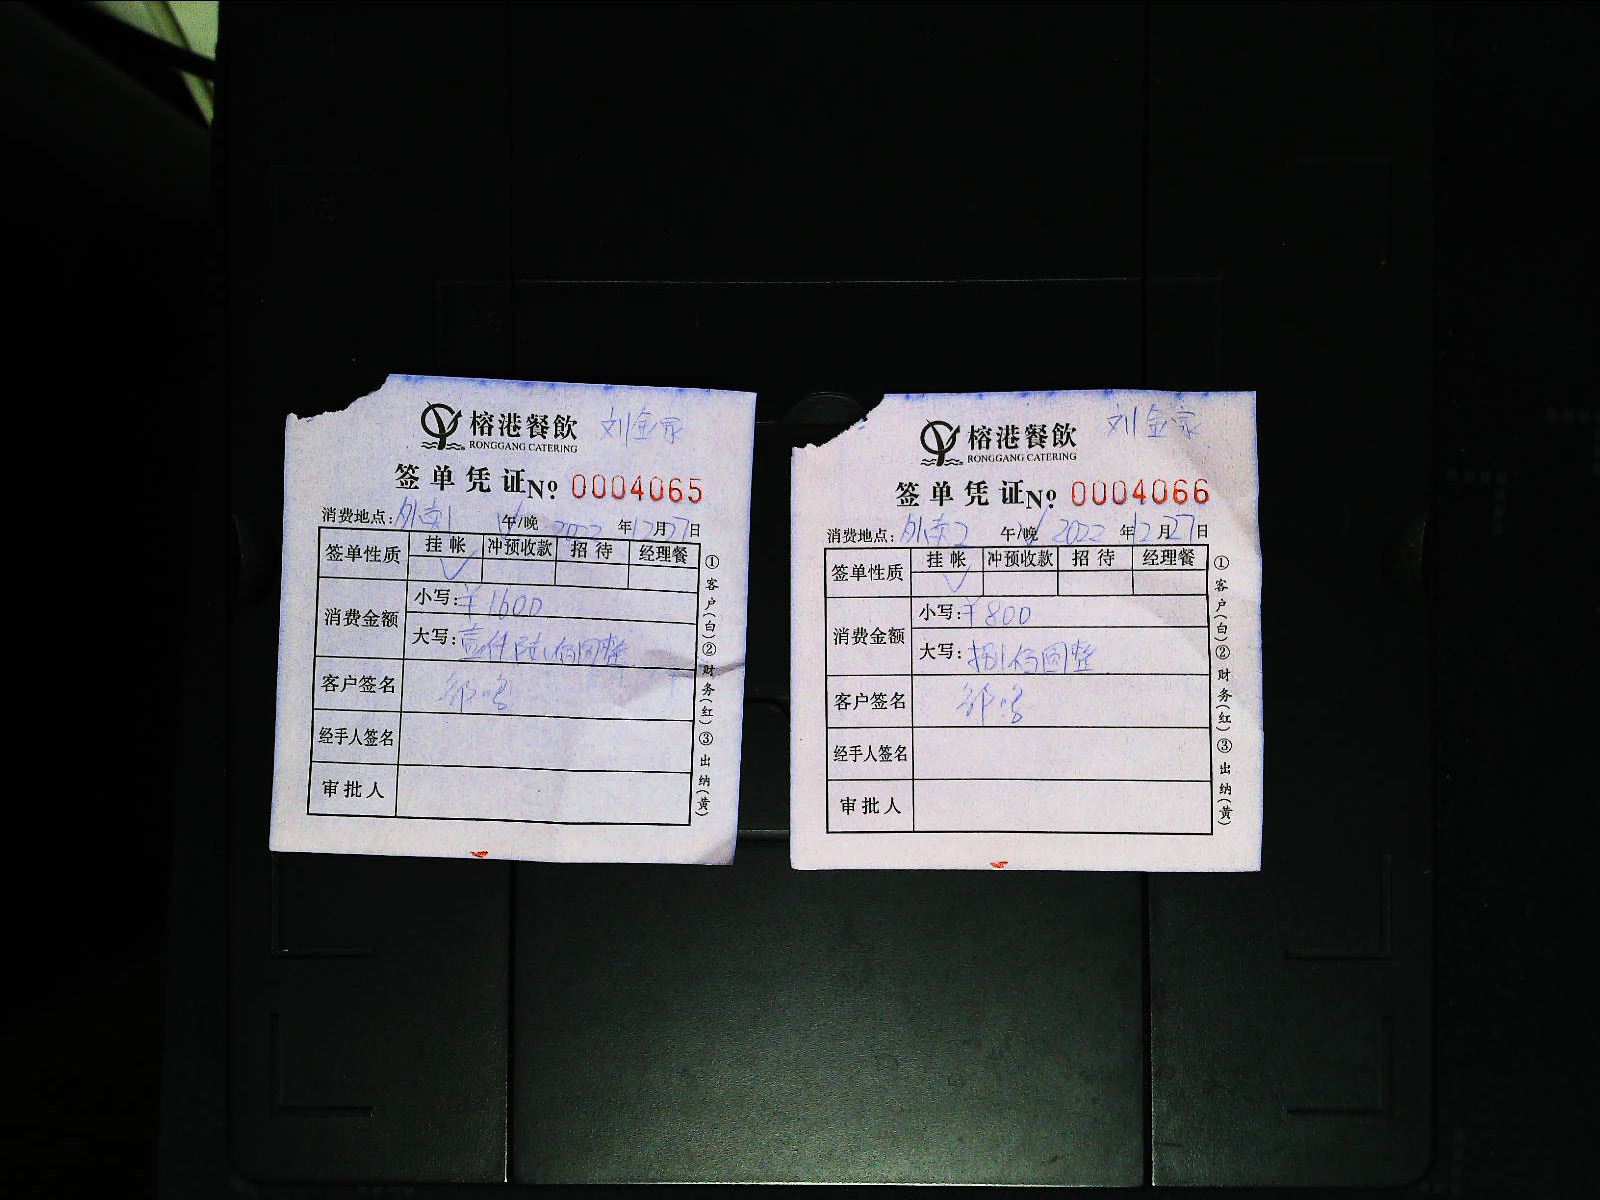 榕港餐飲 刘金家
RONGGANG CATERING
签单凭证No 0004065
消费地点: 外卖1 午/晚 2022年12月27日
签单性质 挂帐 冲预收款 招待 经理餐
✓
消费金额 小写: ¥1600
大写: 壹仟陆佰圆整
客户签名
经手人签名
审批人
①客户(白)②财务(红)③出纳(黄)
榕港餐飲 刘金家
RONGGANG CATERING
签单凭证No 0004066
消费地点: 外卖2 午/晚 2022年12月27日
签单性质 挂帐 冲预收款 招待 经理餐
✓
消费金额 小写: ¥800
大写: 捌佰圆整
客户签名
经手人签名
审批人
①客户(白)②财务(红)③出纳(黄)